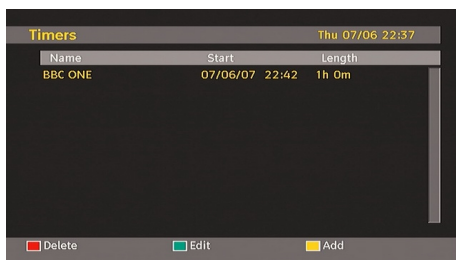 Timers Thu 07/06 22:37
Name Start Length
BBC ONE 07/06/07 22:42 1h 0m
Delete Edit Add